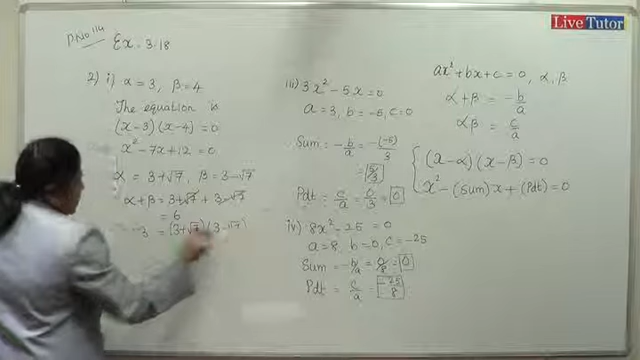 Live Tutor
P.No 114
Ex - 3.18
2) i) α = 3, β = 4
The equation is
(x-3)(x-4) = 0
x² - 7x + 12 = 0
α = 3+√7, β = 3-√7
α+β = 3+√7 + 3-√7
= 6
= (3+√7)(3-√7)
iii) 3x² - 5x = 0
a = 3, b = -5, c = 0
Sum: -b/a = -(-5)/3
= 5/3
Pdt: c/a = 0/3 = 0
iv) 8x² - 25 = 0
a = 8, b = 0, c = -25
Sum = -b/a = 0/8 = 0
Pdt = c/a = -25/8
ax² + bx + c = 0, α, β
α+β = -b/a
αβ = c/a
(x-α)(x-β) = 0
x² - (Sum)x + (Pdt) = 0